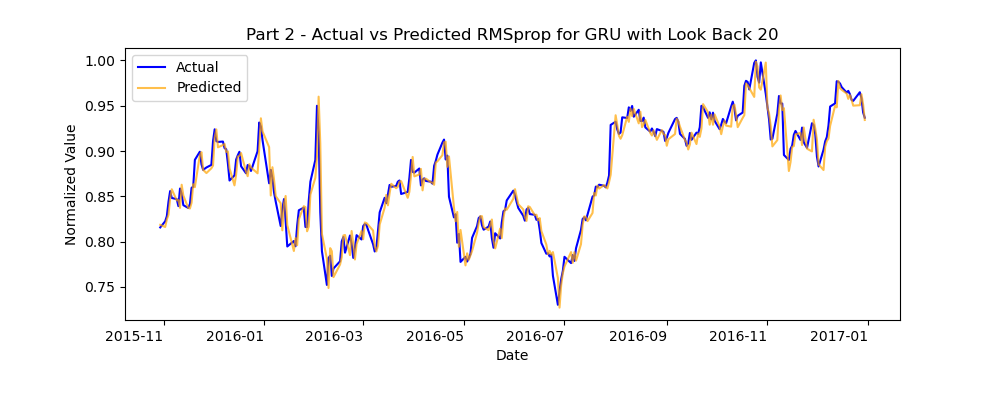 Part 2 - Actual vs Predicted RMSprop for GRU with Look Back 20
Actual
Predicted
Normalized Value
1.00
0.95
0.90
0.85
0.80
0.75
2015-11 2016-01 2016-03 2016-05 2016-07 2016-09 2016-11 2017-01
Date